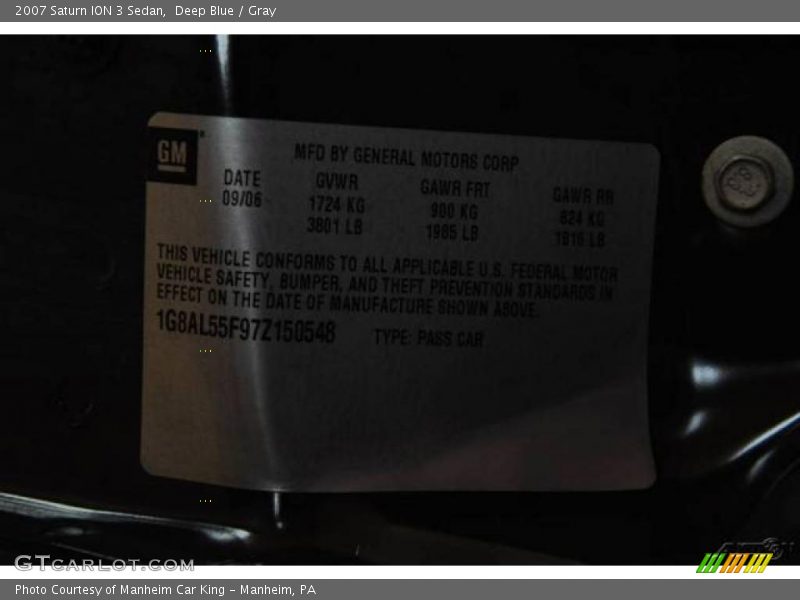 2007 Saturn ION 3 Sedan, Deep Blue / Gray
GM
MFD BY GENERAL MOTORS CORP
DATE GVWR GAWR FRT GAWR RR
09/06 1724 KG 900 KG 824 KG
3801 LB 1985 LB 1816 LB
THIS VEHICLE CONFORMS TO ALL APPLICABLE U.S. FEDERAL MOTOR
VEHICLE SAFETY, BUMPER, AND THEFT PREVENTION STANDARDS IN
EFFECT ON THE DATE OF MANUFACTURE SHOWN ABOVE.
1G8AL55F97Z150548 TYPE: PASS CAR
GTCARLOT.COM
Photo Courtesy of Manheim Car King - Manheim, PA